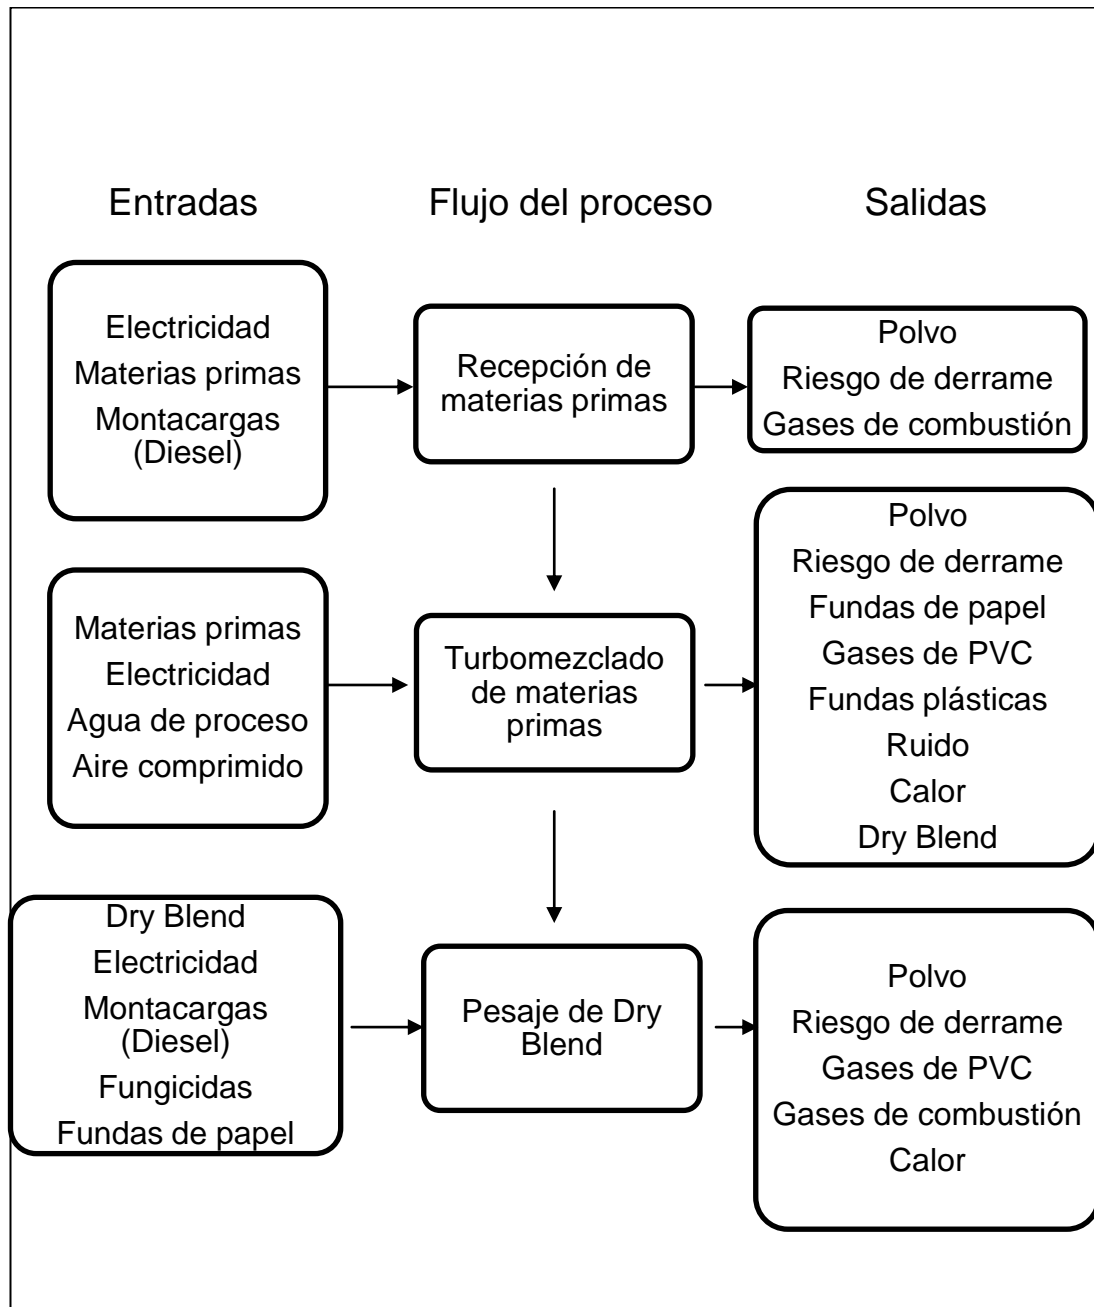 Entradas
Flujo del proceso
Salidas
Electricidad
Materias primas
Montacargas
(Diesel)
Recepción de
materias primas
Polvo
Riesgo de derrame
Gases de combustión
Materias primas
Electricidad
Agua de proceso
Aire comprimido
Turbomezclado
de materias
primas
Polvo
Riesgo de derrame
Fundas de papel
Gases de PVC
Fundas plásticas
Ruido
Calor
Dry Blend
Dry Blend
Electricidad
Montacargas
(Diesel)
Fungicidas
Fundas de papel
Pesaje de Dry
Blend
Polvo
Riesgo de derrame
Gases de PVC
Gases de combustión
Calor